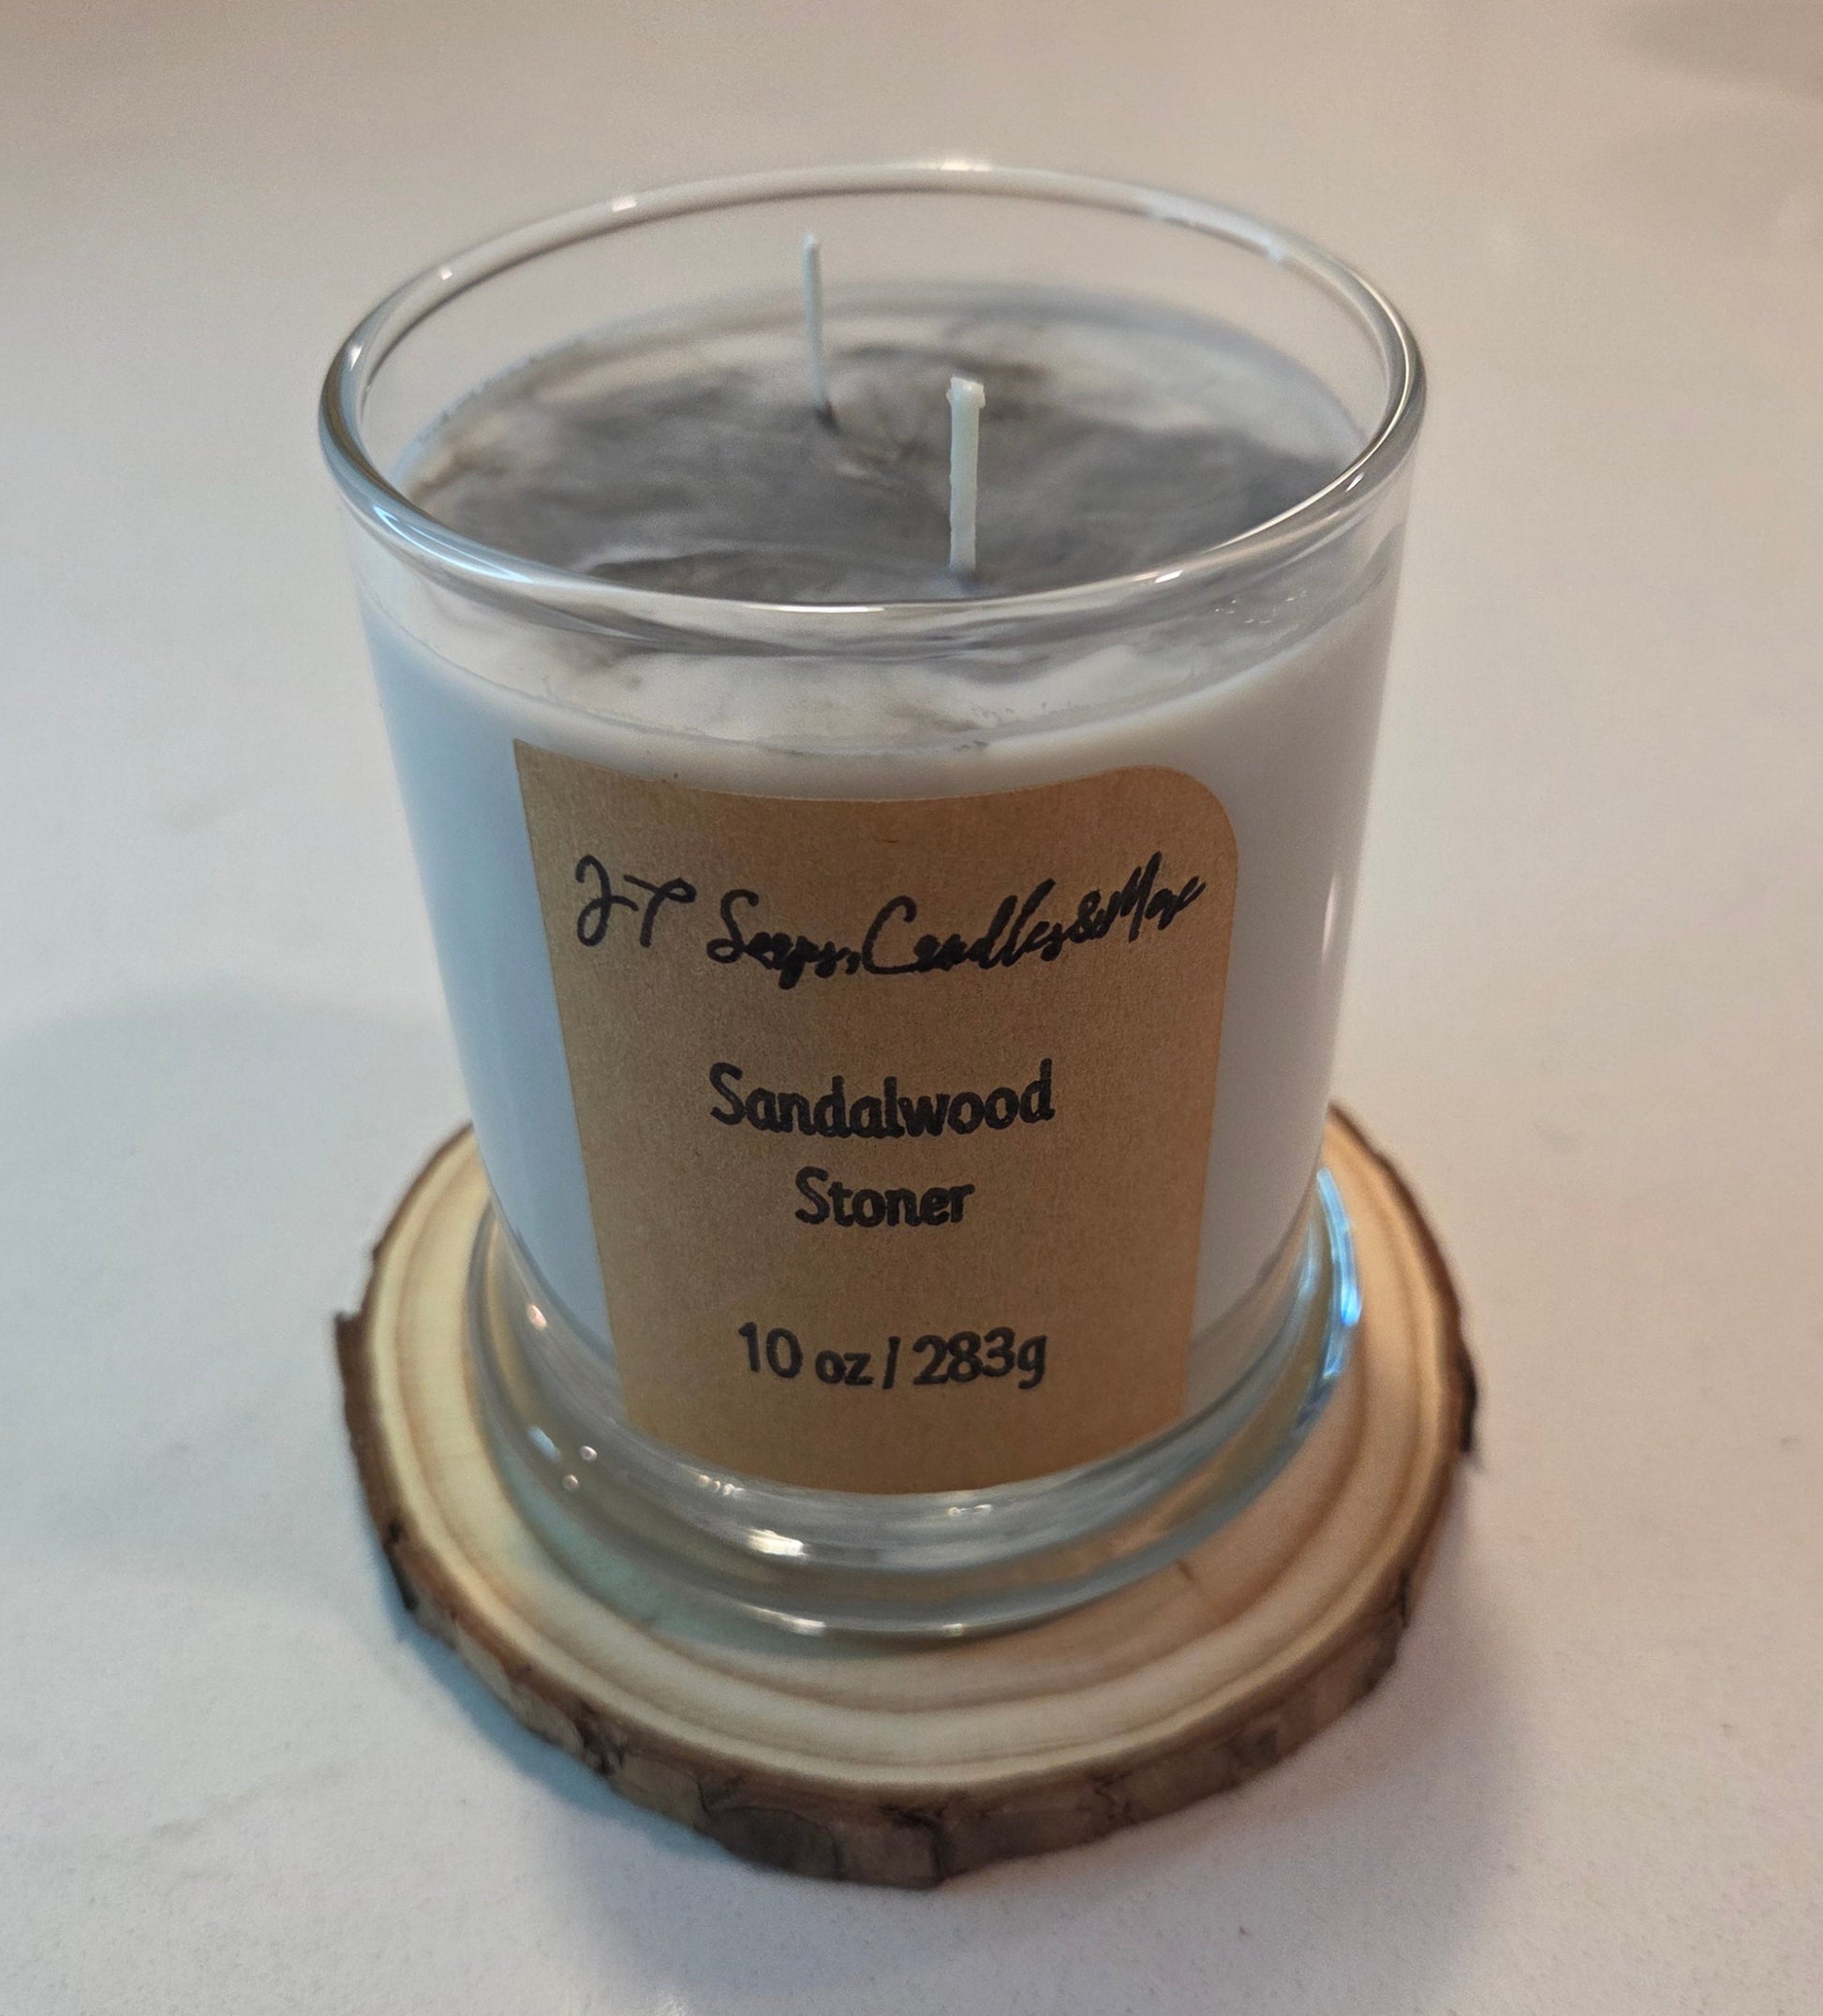 JT Soaps, Candles & More
Sandalwood
Stoner
10 oz / 283g